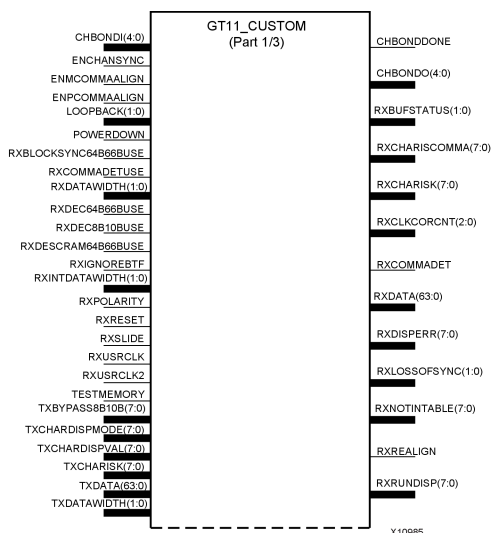 GT11_CUSTOM
(Part 1/3)
CHBONDI(4:0)
ENCHANSYNC
ENMCOMMAALIGN
ENPCOMMAALIGN
LOOPBACK(1:0)
POWERDOWN
RXBLOCKSYNC64B66BUSE
RXCOMMADETUSE
RXDATAWIDTH(1:0)
RXDEC64B66BUSE
RXDEC8B10BUSE
RXDESCRAM64B66BUSE
RXIGNOREBTF
RXINTDATAWIDTH(1:0)
RXPOLARITY
RXRESET
RXSLIDE
RXUSRCLK
RXUSRCLK2
TESTMEMORY
TXBYPASS8B10B(7:0)
TXCHARDISPMODE(7:0)
TXCHARDISPVAL(7:0)
TXCHARISK(7:0)
TXDATA(63:0)
TXDATAWIDTH(1:0)
CHBONDDONE
CHBONDO(4:0)
RXBUFSTATUS(1:0)
RXCHARISCOMMA(7:0)
RXCHARISK(7:0)
RXCLKCORCNT(2:0)
RXCOMMADET
RXDATA(63:0)
RXDISPERR(7:0)
RXLOSSOFSYNC(1:0)
RXNOTINTABLE(7:0)
RXREALIGN
RXRUNDISP(7:0)
X10985